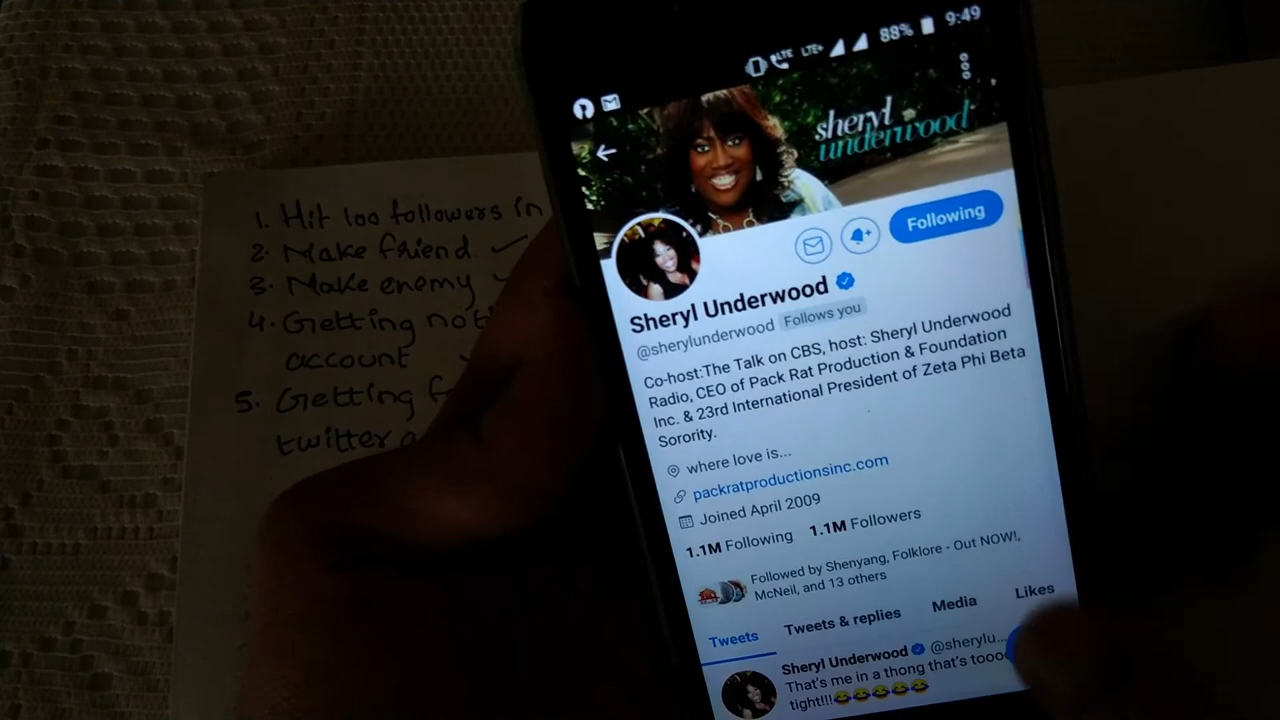 1. Hit 100 followers in
2. Make friend
3. Make enemy
4. Getting noti
account
5. Getting f
twitter a
LTE LTE+ 88% 9:49
sheryl
underwood
Following
Sheryl Underwood
@sherylunderwood Follows you
Co-host:The Talk on CBS, host: Sheryl Underwood
Radio, CEO of Pack Rat Production & Foundation
Inc. & 23rd International President of Zeta Phi Beta
Sorority.
where love is...
packratproductionsinc.com
Joined April 2009
1.1M Following 1.1M Followers
Followed by Shenyang, Folklore - Out NOW!,
McNeil, and 13 others
Tweets Tweets & replies Media Likes
Sheryl Underwood @sherylu...
That's me in a thong that's tooo
tight!!!😂😂😂😂😂